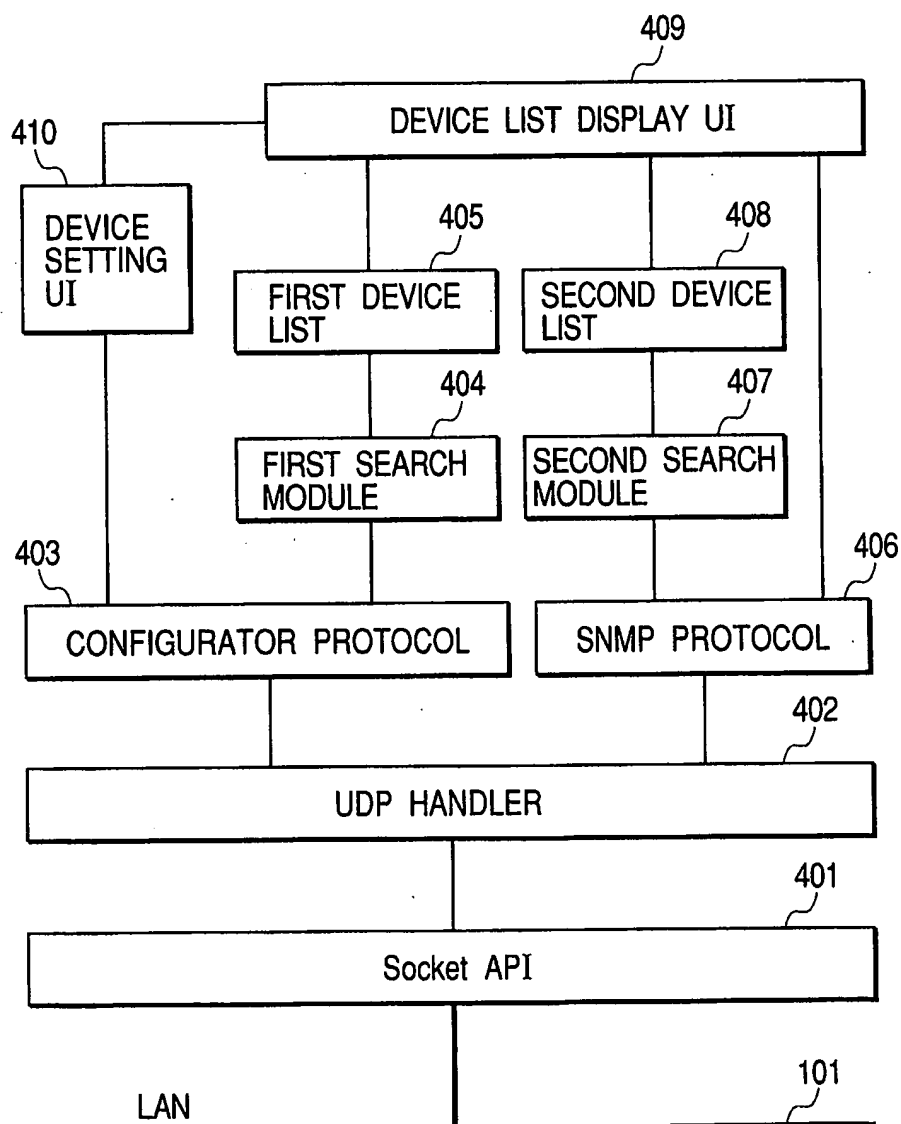 409
DEVICE LIST DISPLAY UI
410
DEVICE
SETTING
UI
405
FIRST DEVICE
LIST
408
SECOND DEVICE
LIST
404
FIRST SEARCH
MODULE
407
SECOND SEARCH
MODULE
403
CONFIGURATOR PROTOCOL
406
SNMP PROTOCOL
402
UDP HANDLER
401
Socket API
LAN
101